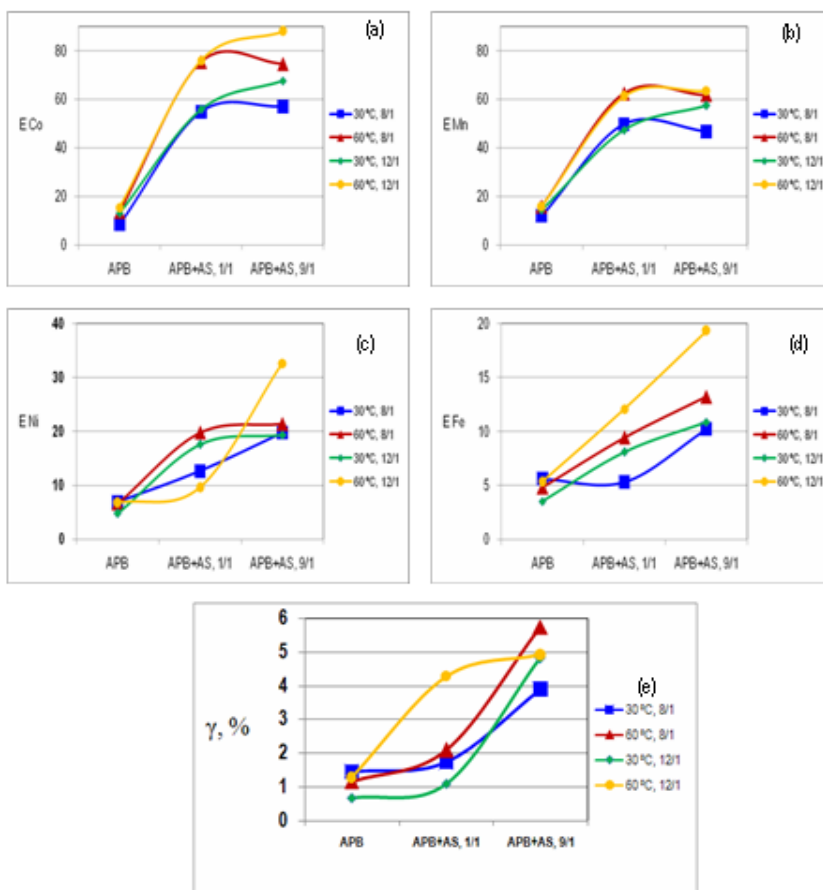 (a)
80
60
E Co
40
20
0
APB APB+AS, 1/1 APB+AS, 9/1
30ºC, 8/1
60ºC, 8/1
30ºC, 12/1
60ºC, 12/1
(b)
80
60
E Mn
40
20
0
APB APB+AS, 1/1 APB+AS, 9/1
30ºC, 8/1
60ºC, 8/1
30ºC, 12/1
60ºC, 12/1
(c)
40
30
E Ni
20
10
0
APB APB+AS, 1/1 APB+AS, 9/1
30ºC, 8/1
60ºC, 8/1
30ºC, 12/1
60ºC, 12/1
(d)
20
15
E Fe
10
5
0
APB APB+AS, 1/1 APB+AS, 9/1
30ºC, 8/1
60ºC, 8/1
30ºC, 12/1
60ºC, 12/1
(e)
6
5
4
γ, %
3
2
1
0
APB APB+AS, 1/1 APB+AS, 9/1
30ºC, 8/1
60ºC, 8/1
30ºC, 12/1
60ºC, 12/1